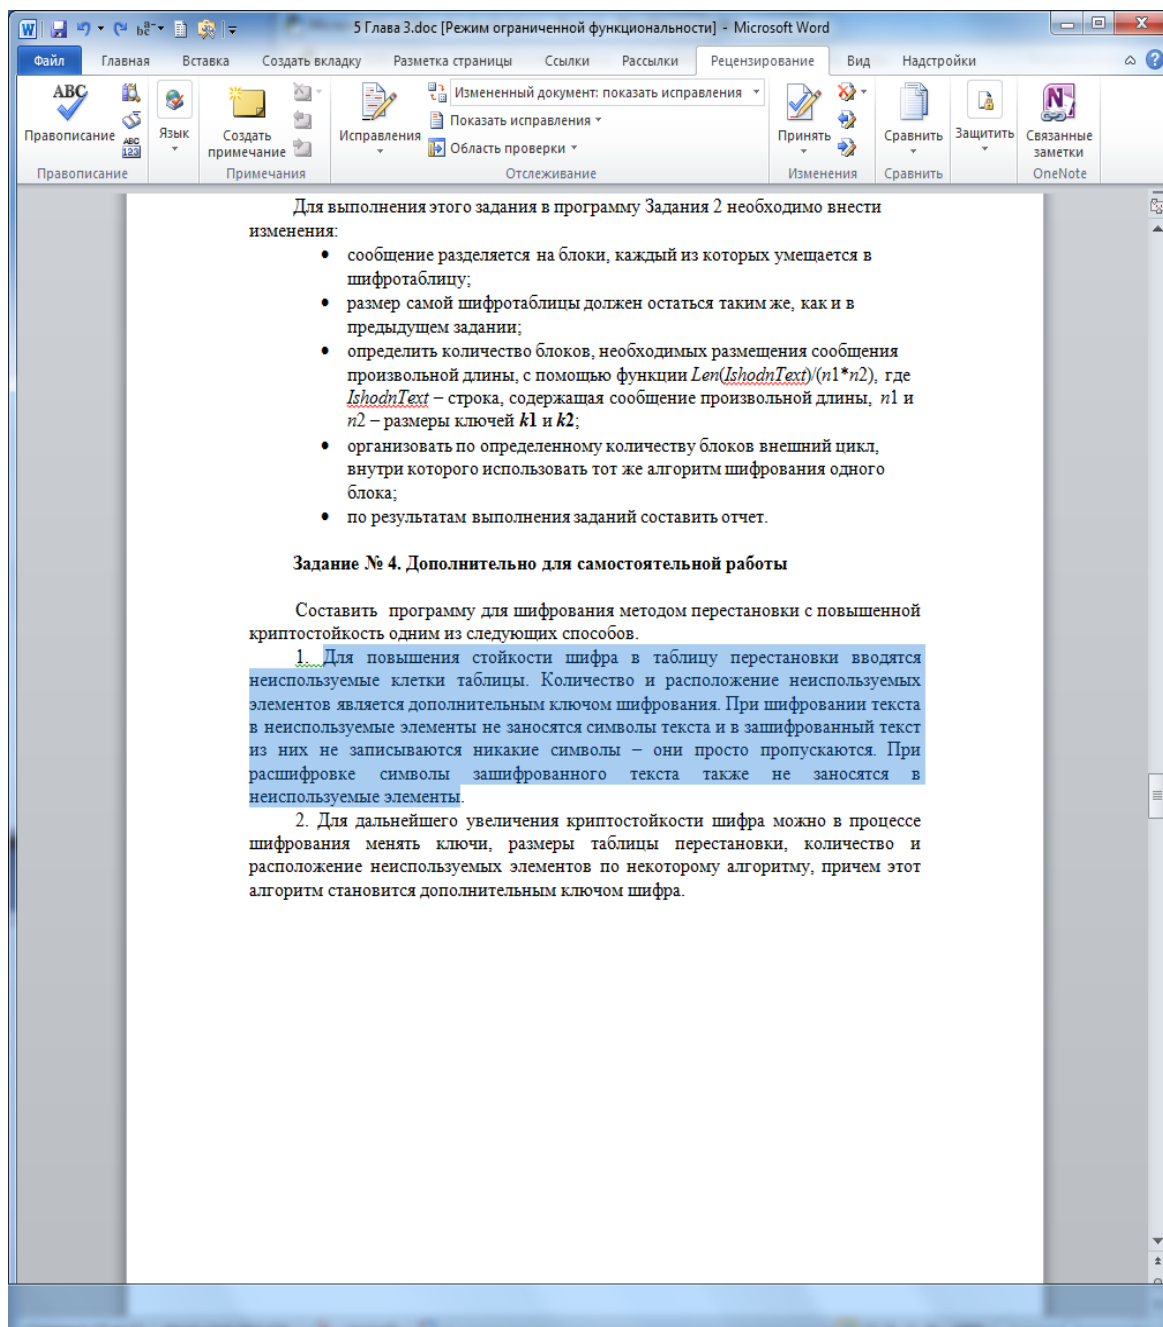 5 Глава 3.doc [Режим ограниченной функциональности] - Microsoft Word
Файл Главная Вставка Создать вкладку Разметка страницы Ссылки Рассылки Рецензирование Вид Надстройки
ABC
Правописание
ABC
123
Язык
Создать примечание
Исправления
Измененный документ: показать исправления
Показать исправления
Область проверки
Принять
Сравнить
Защитить
Связанные заметки
Правописание Примечания Отслеживание Изменения Сравнить OneNote
Для выполнения этого задания в программу Задания 2 необходимо внести
изменения:
• сообщение разделяется на блоки, каждый из которых умещается в
шифротаблицу;
• размер самой шифротаблицы должен остаться таким же, как и в
предыдущем задании;
• определить количество блоков, необходимых размещения сообщения
произвольной длины, с помощью функции Len(IshodnText)/(n1*n2), где
IshodnText – строка, содержащая сообщение произвольной длины, n1 и
n2 – размеры ключей k1 и k2;
• организовать по определенному количеству блоков внешний цикл,
внутри которого использовать тот же алгоритм шифрования одного
блока;
• по результатам выполнения заданий составить отчет.
Задание № 4. Дополнительно для самостоятельной работы
Составить программу для шифрования методом перестановки с повышенной
криптостойкость одним из следующих способов.
1. Для повышения стойкости шифра в таблицу перестановки вводятся
неиспользуемые клетки таблицы. Количество и расположение неиспользуемых
элементов является дополнительным ключом шифрования. При шифровании текста
в неиспользуемые элементы не заносятся символы текста и в зашифрованный текст
из них не записываются никакие символы – они просто пропускаются. При
расшифровке символы зашифрованного текста также не заносятся в
неиспользуемые элементы.
2. Для дальнейшего увеличения криптостойкости шифра можно в процессе
шифрования менять ключи, размеры таблицы перестановки, количество и
расположение неиспользуемых элементов по некоторому алгоритму, причем этот
алгоритм становится дополнительным ключом шифра.